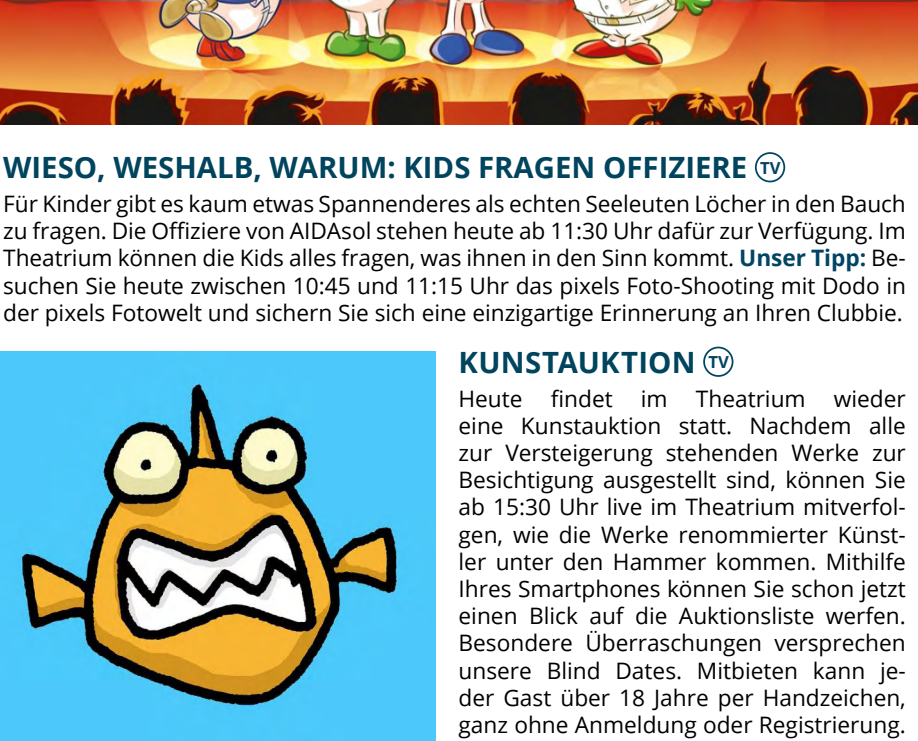 WIESO, WESHALB, WARUM: KIDS FRAGEN OFFIZIERE TV
Für Kinder gibt es kaum etwas Spannenderes als echten Seeleuten Löcher in den Bauch
zu fragen. Die Offiziere von AIDAsol stehen heute ab 11:30 Uhr dafür zur Verfügung. Im
Theatrium können die Kids alles fragen, was ihnen in den Sinn kommt. Unser Tipp: Be-
suchen Sie heute zwischen 10:45 und 11:15 Uhr das pixels Foto-Shooting mit Dodo in
der pixels Fotowelt und sichern Sie sich eine einzigartige Erinnerung an Ihren Clubbie.
KUNSTAUKTION TV
Heute findet im Theatrium wieder
eine Kunstauktion statt. Nachdem alle
zur Versteigerung stehenden Werke zur
Besichtigung ausgestellt sind, können Sie
ab 15:30 Uhr live im Theatrium mitverfol-
gen, wie die Werke renommierter Künst-
ler unter den Hammer kommen. Mithilfe
Ihres Smartphones können Sie schon jetzt
einen Blick auf die Auktionsliste werfen.
Besondere Überraschungen versprechen
unsere Blind Dates. Mitbieten kann je-
der Gast über 18 Jahre per Handzeichen,
ganz ohne Anmeldung oder Registrierung.